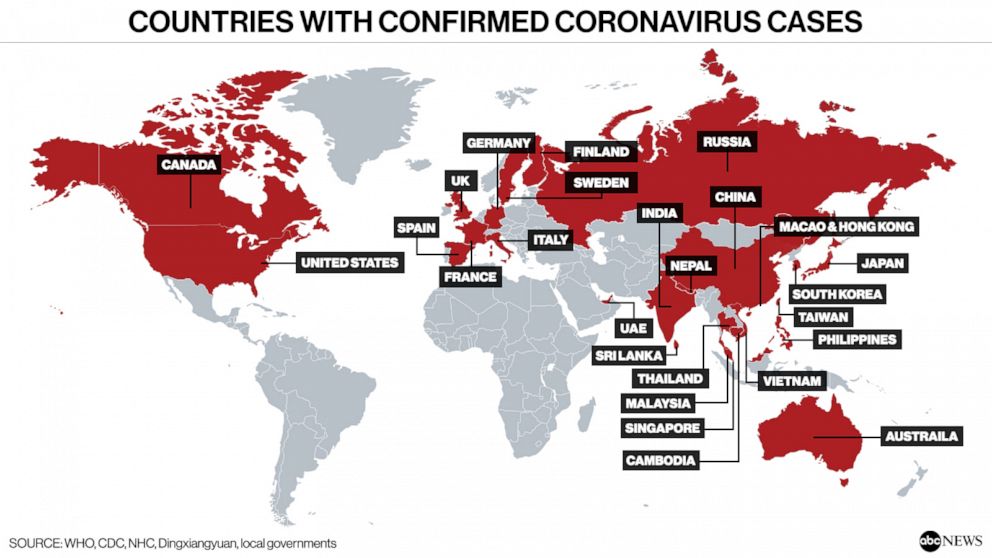 COUNTRIES WITH CONFIRMED CORONAVIRUS CASES
GERMANY
FINLAND
RUSSIA
CANADA
UK
SWEDEN
CHINA
INDIA
MACAO & HONG KONG
SPAIN
ITALY
UNITED STATES
FRANCE
NEPAL
JAPAN
SOUTH KOREA
UAE
TAIWAN
PHILIPPINES
SRI LANKA
THAILAND
VIETNAM
MALAYSIA
SINGAPORE
AUSTRAILA
CAMBODIA
SOURCE: WHO, CDC, NHC, Dingxiangyuan, local governments
abc NEWS